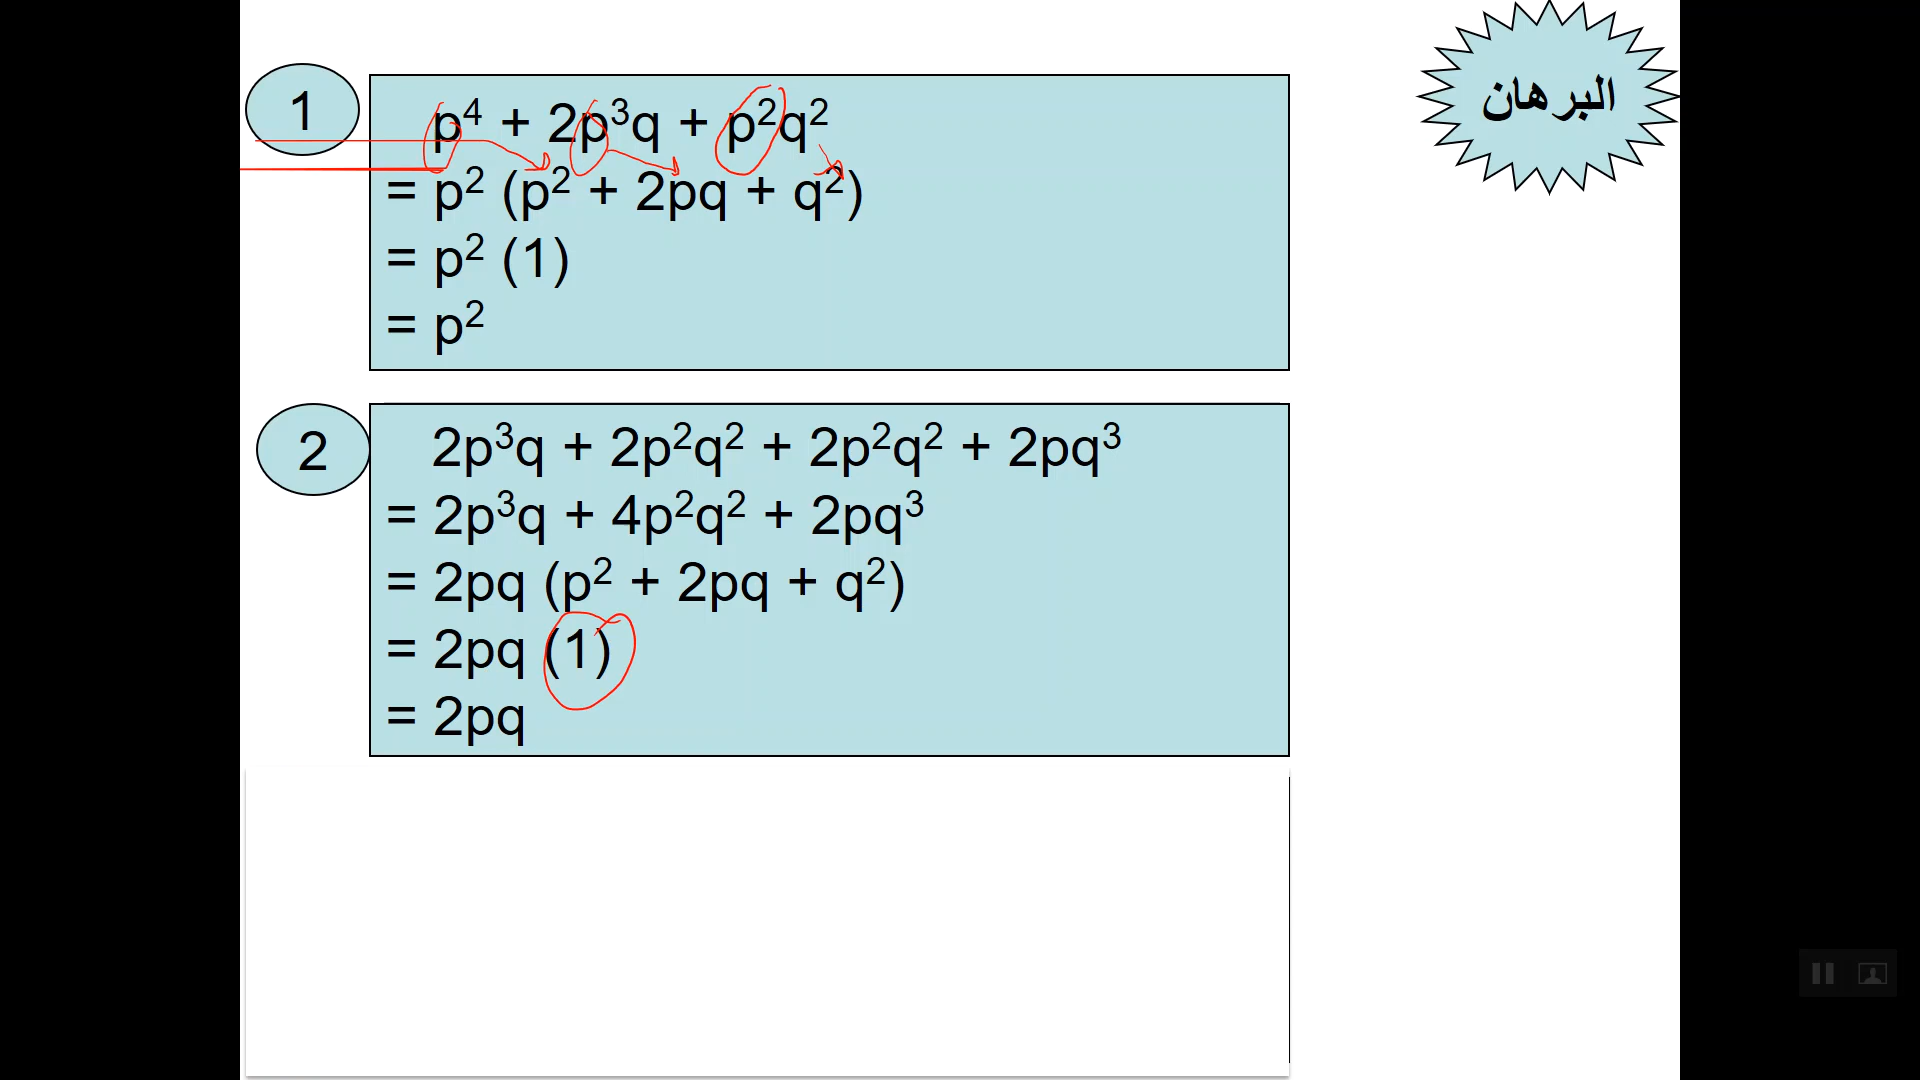 البرهان
1
p⁴ + 2p³q + p²q²
= p² (p² + 2pq + q²)
= p² (1)
= p²
2
2p³q + 2p²q² + 2p²q² + 2pq³
= 2p³q + 4p²q² + 2pq³
= 2pq (p² + 2pq + q²)
= 2pq (1)
= 2pq